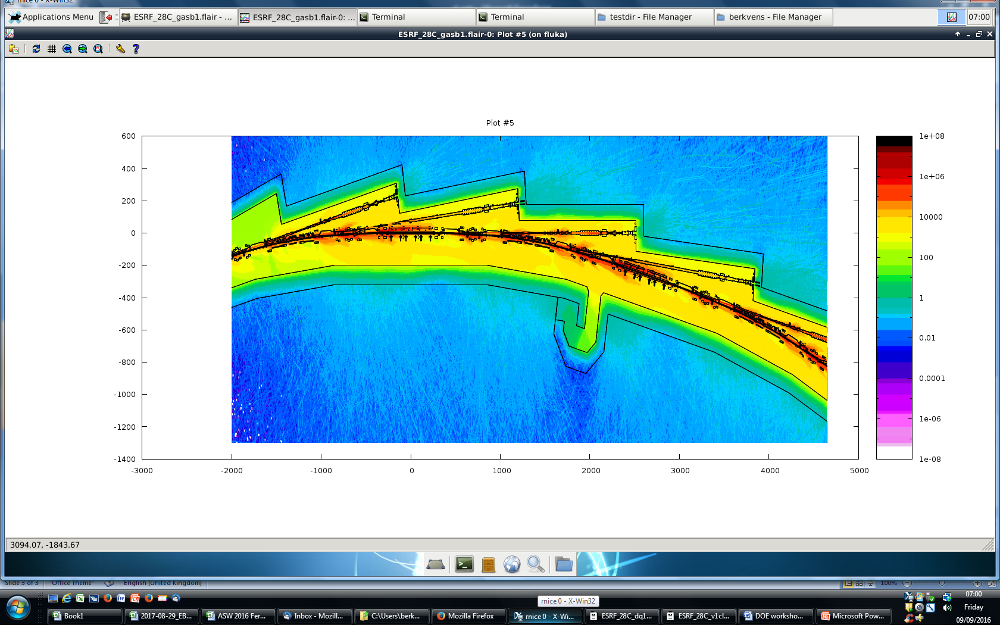 rnice 0 - X-Win32
Applications Menu
ESRF_28C_gasb1.flair - ...
ESRF_28C_gasb1.flair-0: ...
Terminal
Terminal
testdir - File Manager
berkvens - File Manager
07:00
ESRF_28C_gasb1.flair-0: Plot #5 (on fluka)
Plot #5
600
400
200
0
-200
-400
-600
-800
-1000
-1200
-1400
-3000
-2000
-1000
0
1000
2000
3000
4000
5000
1e+08
1e+06
10000
100
1
0.01
0.0001
1e-06
1e-08
3094.07, -1843.67
Slide 3 of 3
"Office Theme"
English (United Kingdom)
100%
rnice 0 - X-Win32
07:00
Friday
09/09/2016
Book1
2017-08-29_EB...
ASW 2016 Fer...
Inbox - Mozill...
C:\Users\berk...
Mozilla Firefox
rnice 0 - X-Wi...
ESRF_28C_dq1...
ESRF_28C_v1cl...
DOE worksho...
Microsoft Pow...